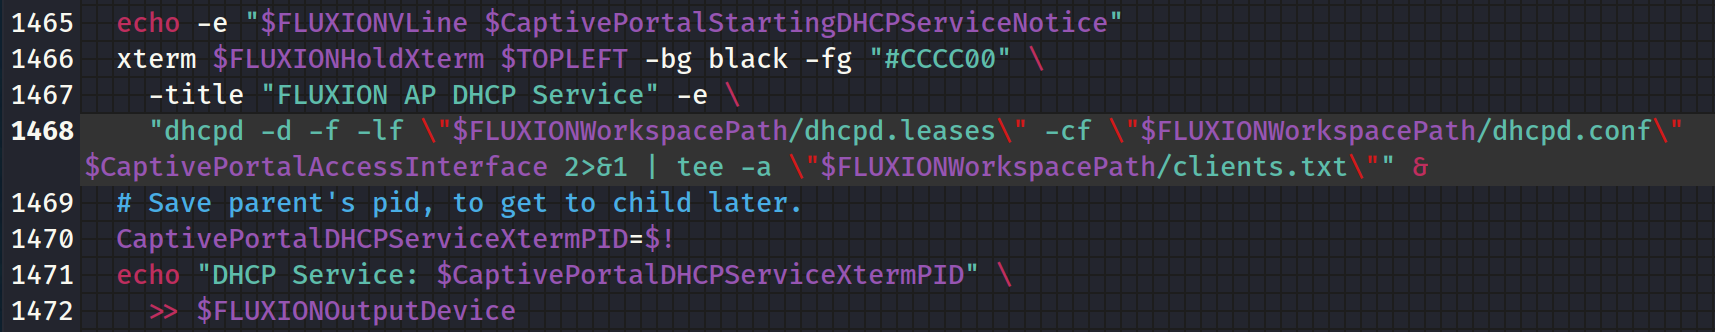 1465 echo -e "$FLUXIONVLine $CaptivePortalStartingDHCPServiceNotice"
1466 xterm $FLUXIONHoldXterm $TOPLEFT -bg black -fg "#CCCC00" \
1467 -title "FLUXION AP DHCP Service" -e \
1468 "dhcpd -d -f -lf \"$FLUXIONWorkspacePath/dhcpd.leases\" -cf \"$FLUXIONWorkspacePath/dhcpd.conf\"
$CaptivePortalAccessInterface 2>&1 | tee -a \"$FLUXIONWorkspacePath/clients.txt\"" &
1469 # Save parent's pid, to get to child later.
1470 CaptivePortalDHCPServiceXtermPID=$!
1471 echo "DHCP Service: $CaptivePortalDHCPServiceXtermPID" \
1472 >> $FLUXIONOutputDevice